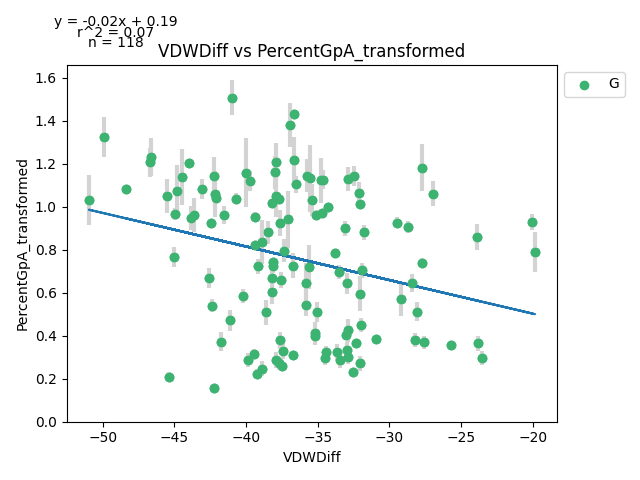 y = -0.02x + 0.19
r^2 = 0.07
n = 118
VDWDiff vs PercentGpA_transformed
G
PercentGpA_transformed
1.6
1.4
1.2
1.0
0.8
0.6
0.4
0.2
0.0
−50 −45 −40 −35 −30 −25 −20
VDWDiff